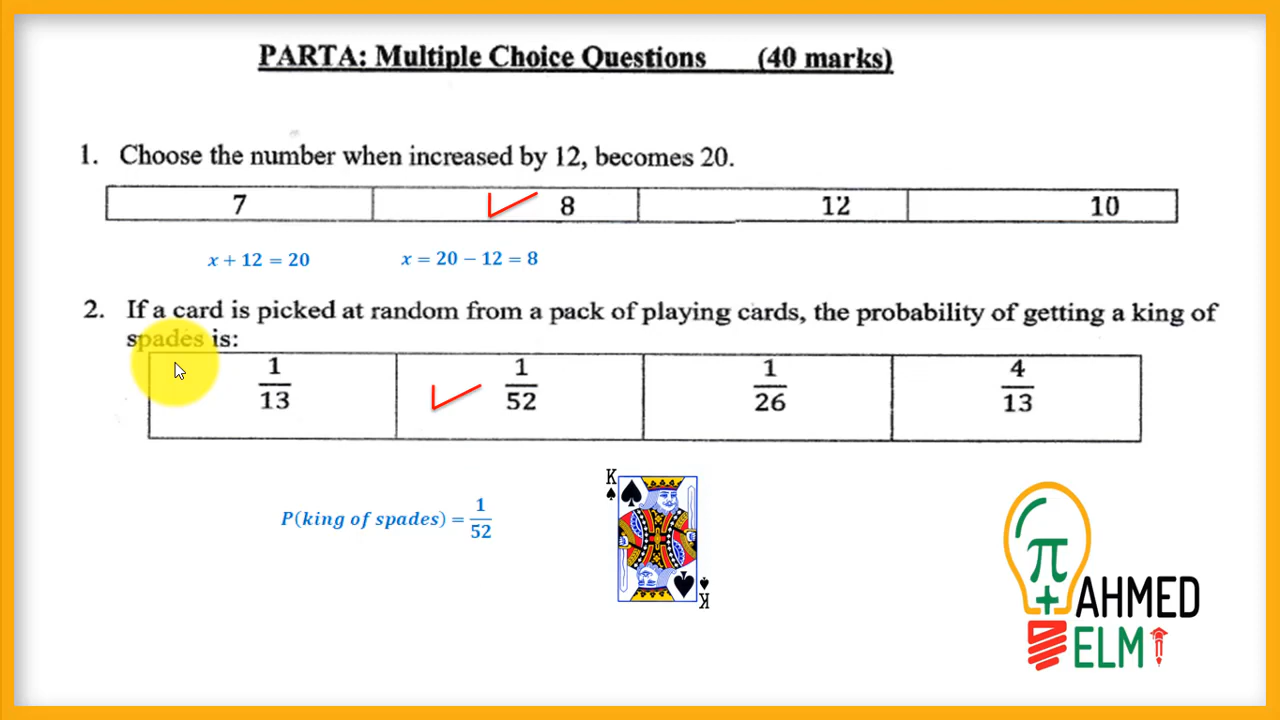 PARTA: Multiple Choice Questions (40 marks)
1. Choose the number when increased by 12, becomes 20.
7 8 12 10
x + 12 = 20 x = 20 − 12 = 8
2. If a card is picked at random from a pack of playing cards, the probability of getting a king of
spades is:
1/13 1/52 1/26 4/13
P(king of spades) = 1/52
K
K
π
AHMED
ELMI